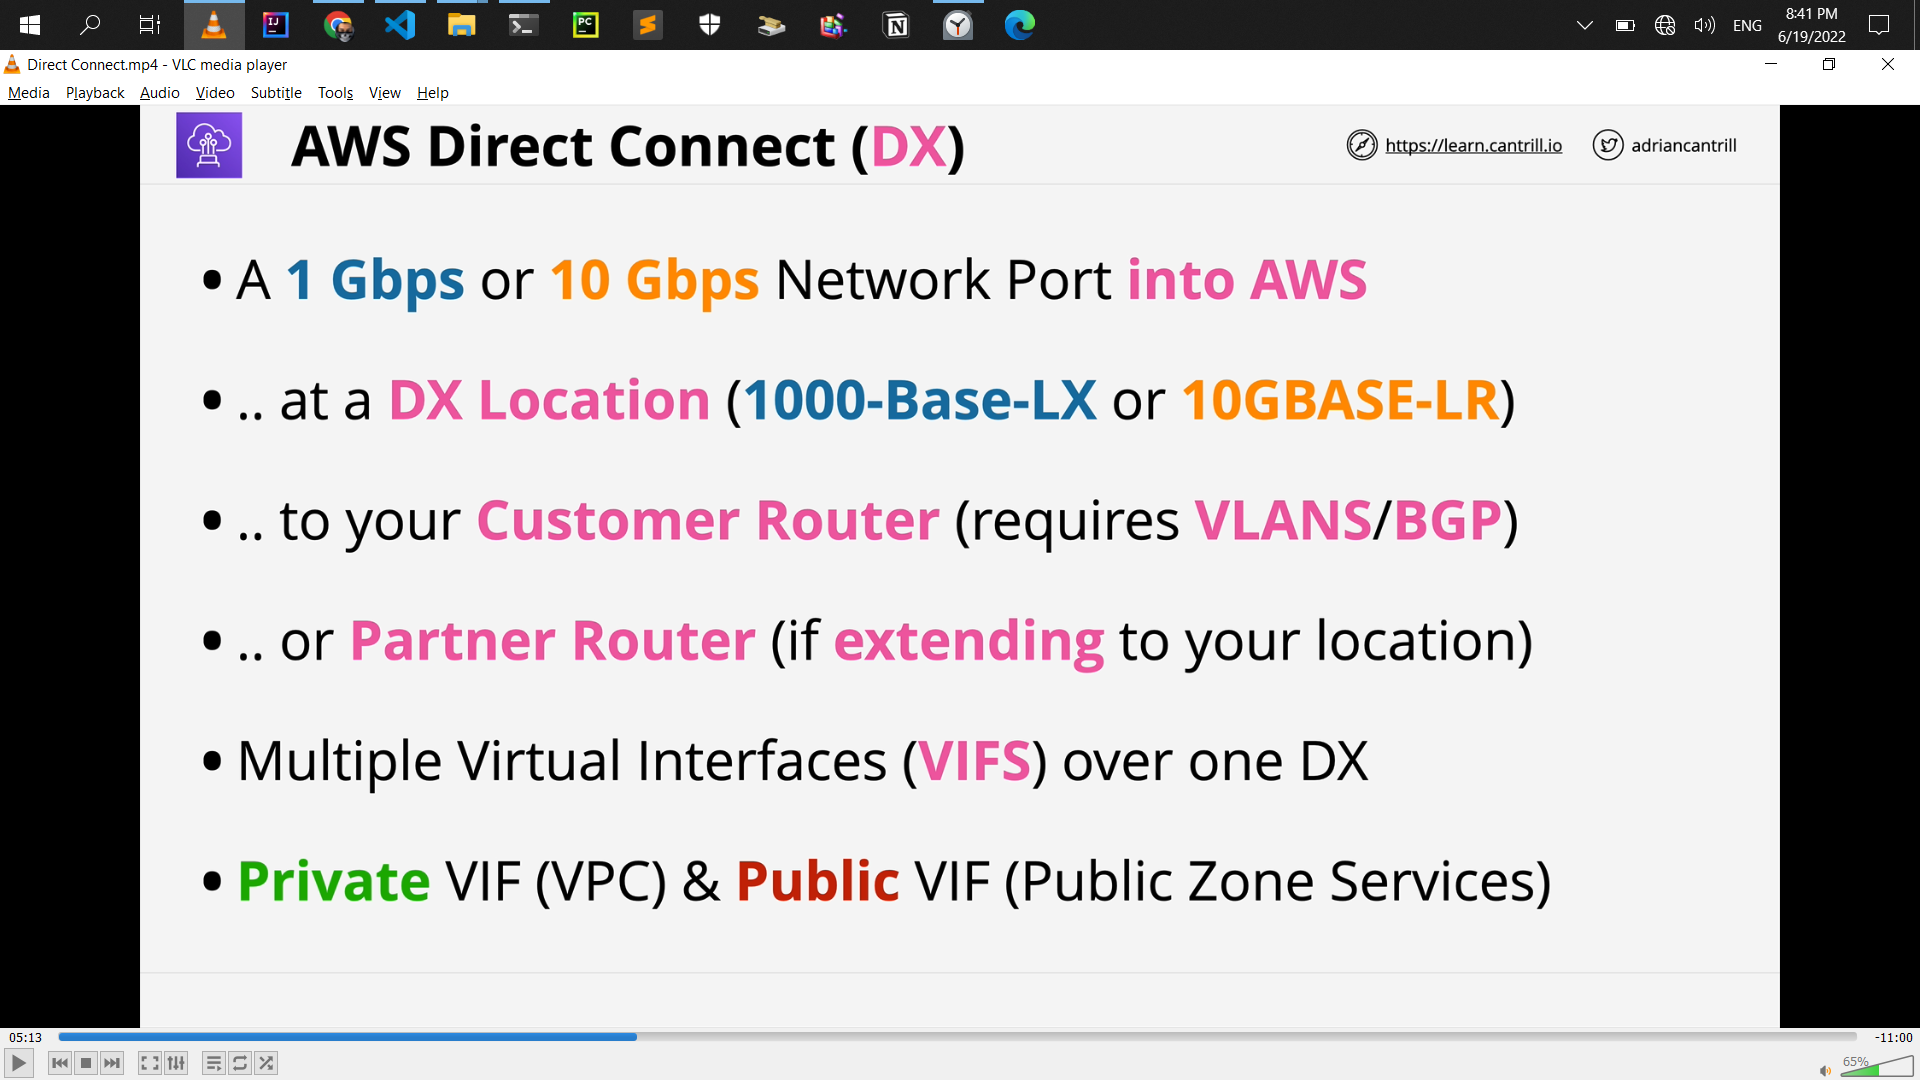 8:41 PM
ENG
6/19/2022
Direct Connect.mp4 - VLC media player
Media Playback Audio Video Subtitle Tools View Help
AWS Direct Connect (DX)
https://learn.cantrill.io
adriancantrill
• A 1 Gbps or 10 Gbps Network Port into AWS
• .. at a DX Location (1000-Base-LX or 10GBASE-LR)
• .. to your Customer Router (requires VLANS/BGP)
• .. or Partner Router (if extending to your location)
• Multiple Virtual Interfaces (VIFS) over one DX
• Private VIF (VPC) & Public VIF (Public Zone Services)
05:13
-11:00
65%